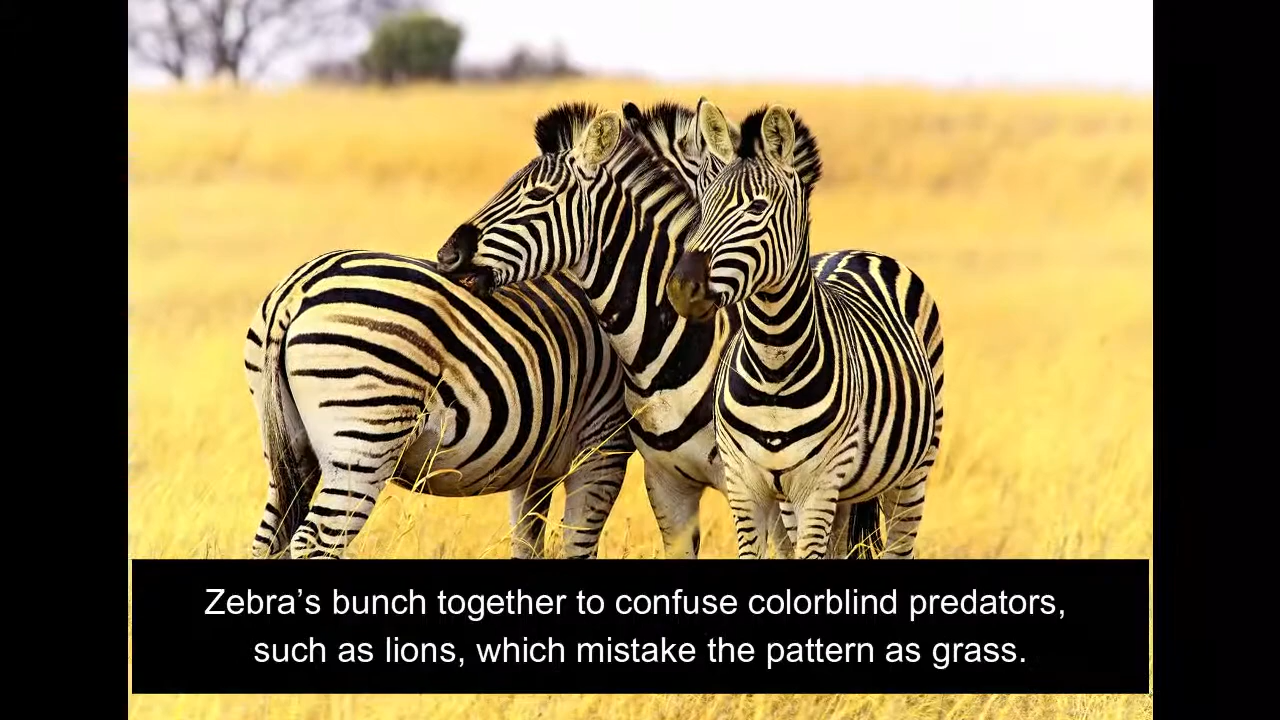 Zebra’s bunch together to confuse colorblind predators,
such as lions, which mistake the pattern as grass.